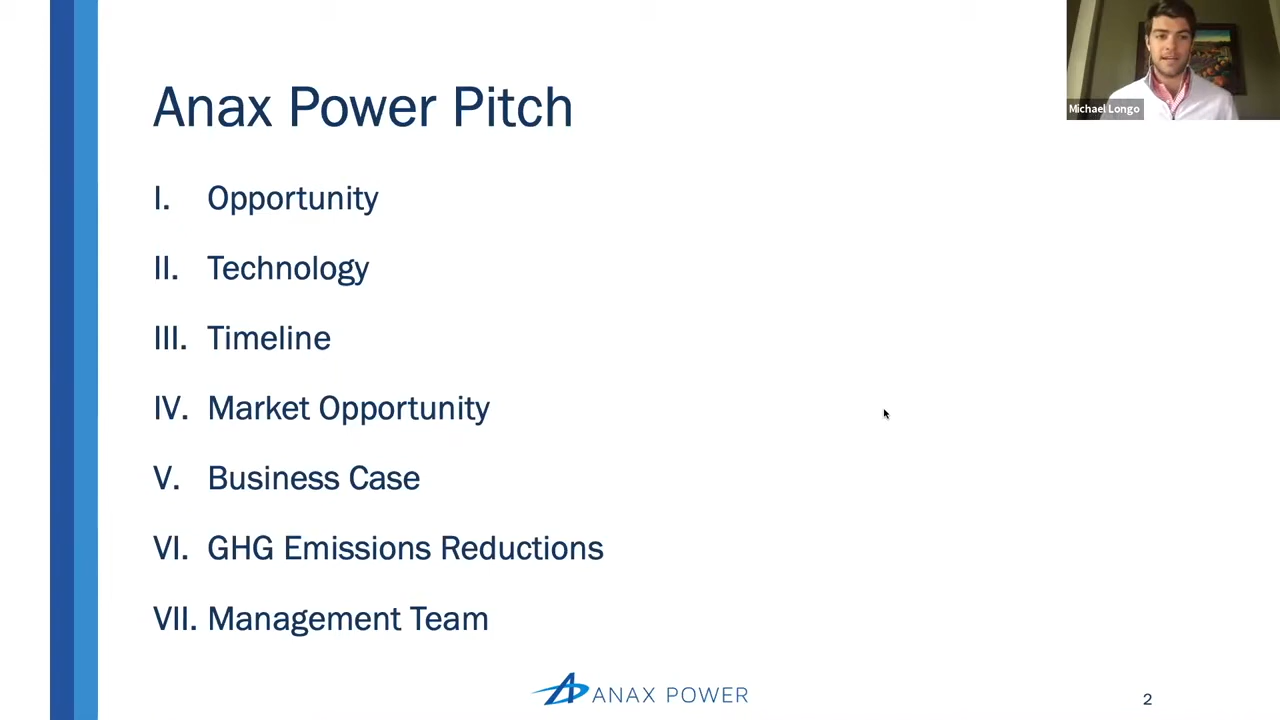 Anax Power Pitch
Michael Longo
I. Opportunity
II. Technology
III. Timeline
IV. Market Opportunity
V. Business Case
VI. GHG Emissions Reductions
VII. Management Team
ANAX POWER
2